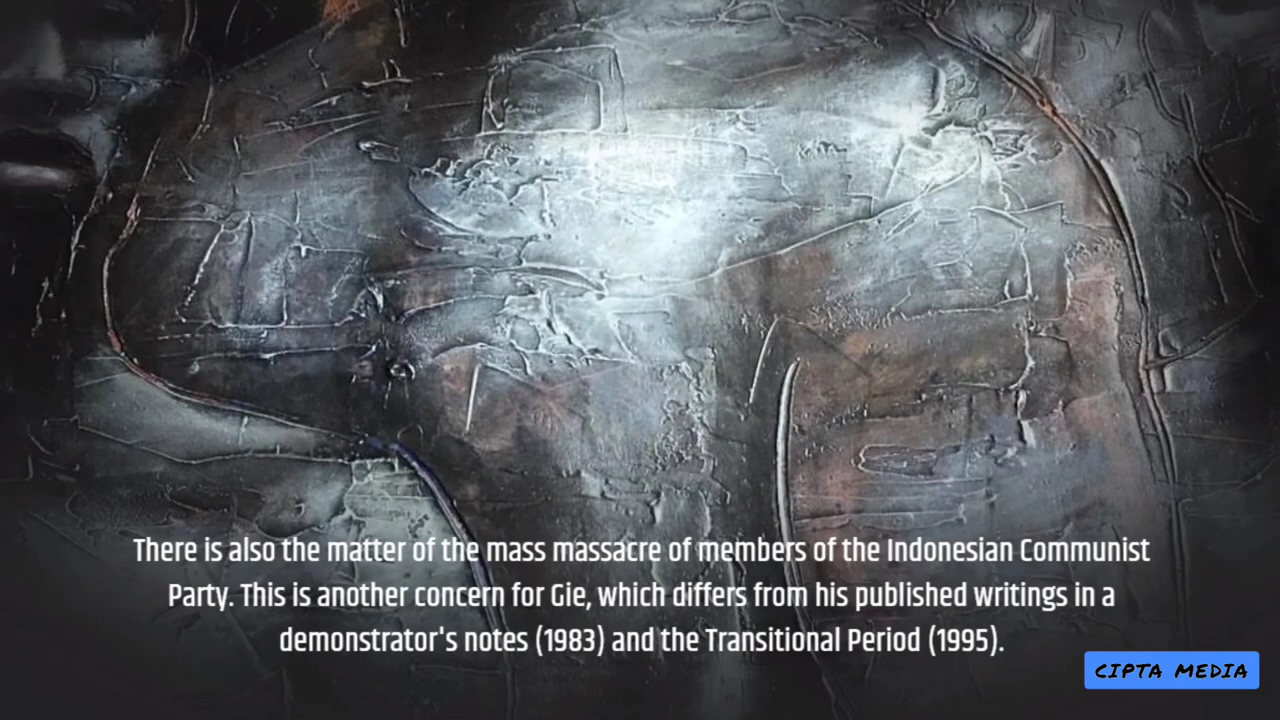 There is also the matter of the mass massacre of members of the Indonesian Communist
Party. This is another concern for Gie, which differs from his published writings in a
demonstrator's notes (1983) and the Transitional Period (1995).
CIPTA MEDIA